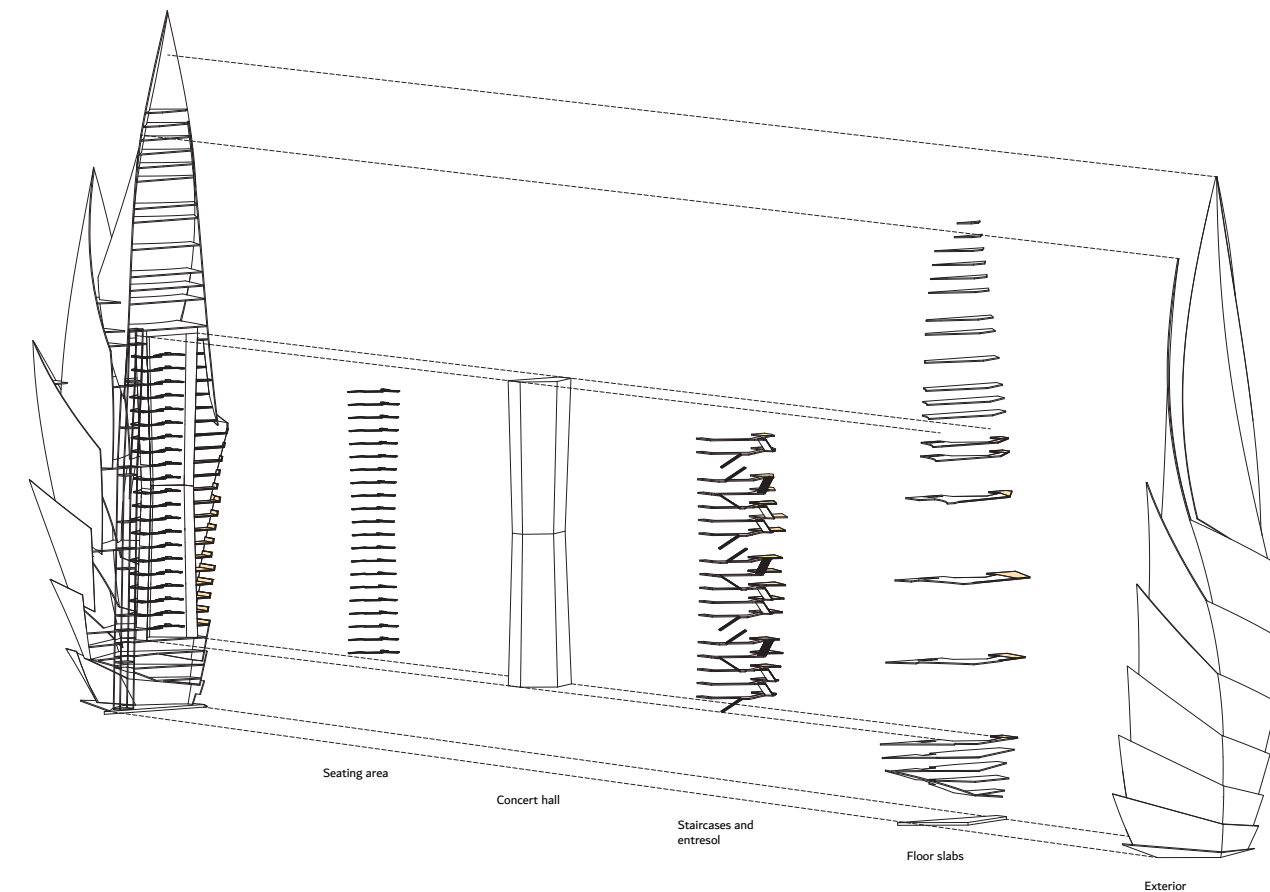 Seating area
Concert hall
Staircases and
entresol
Floor slabs
Exterior